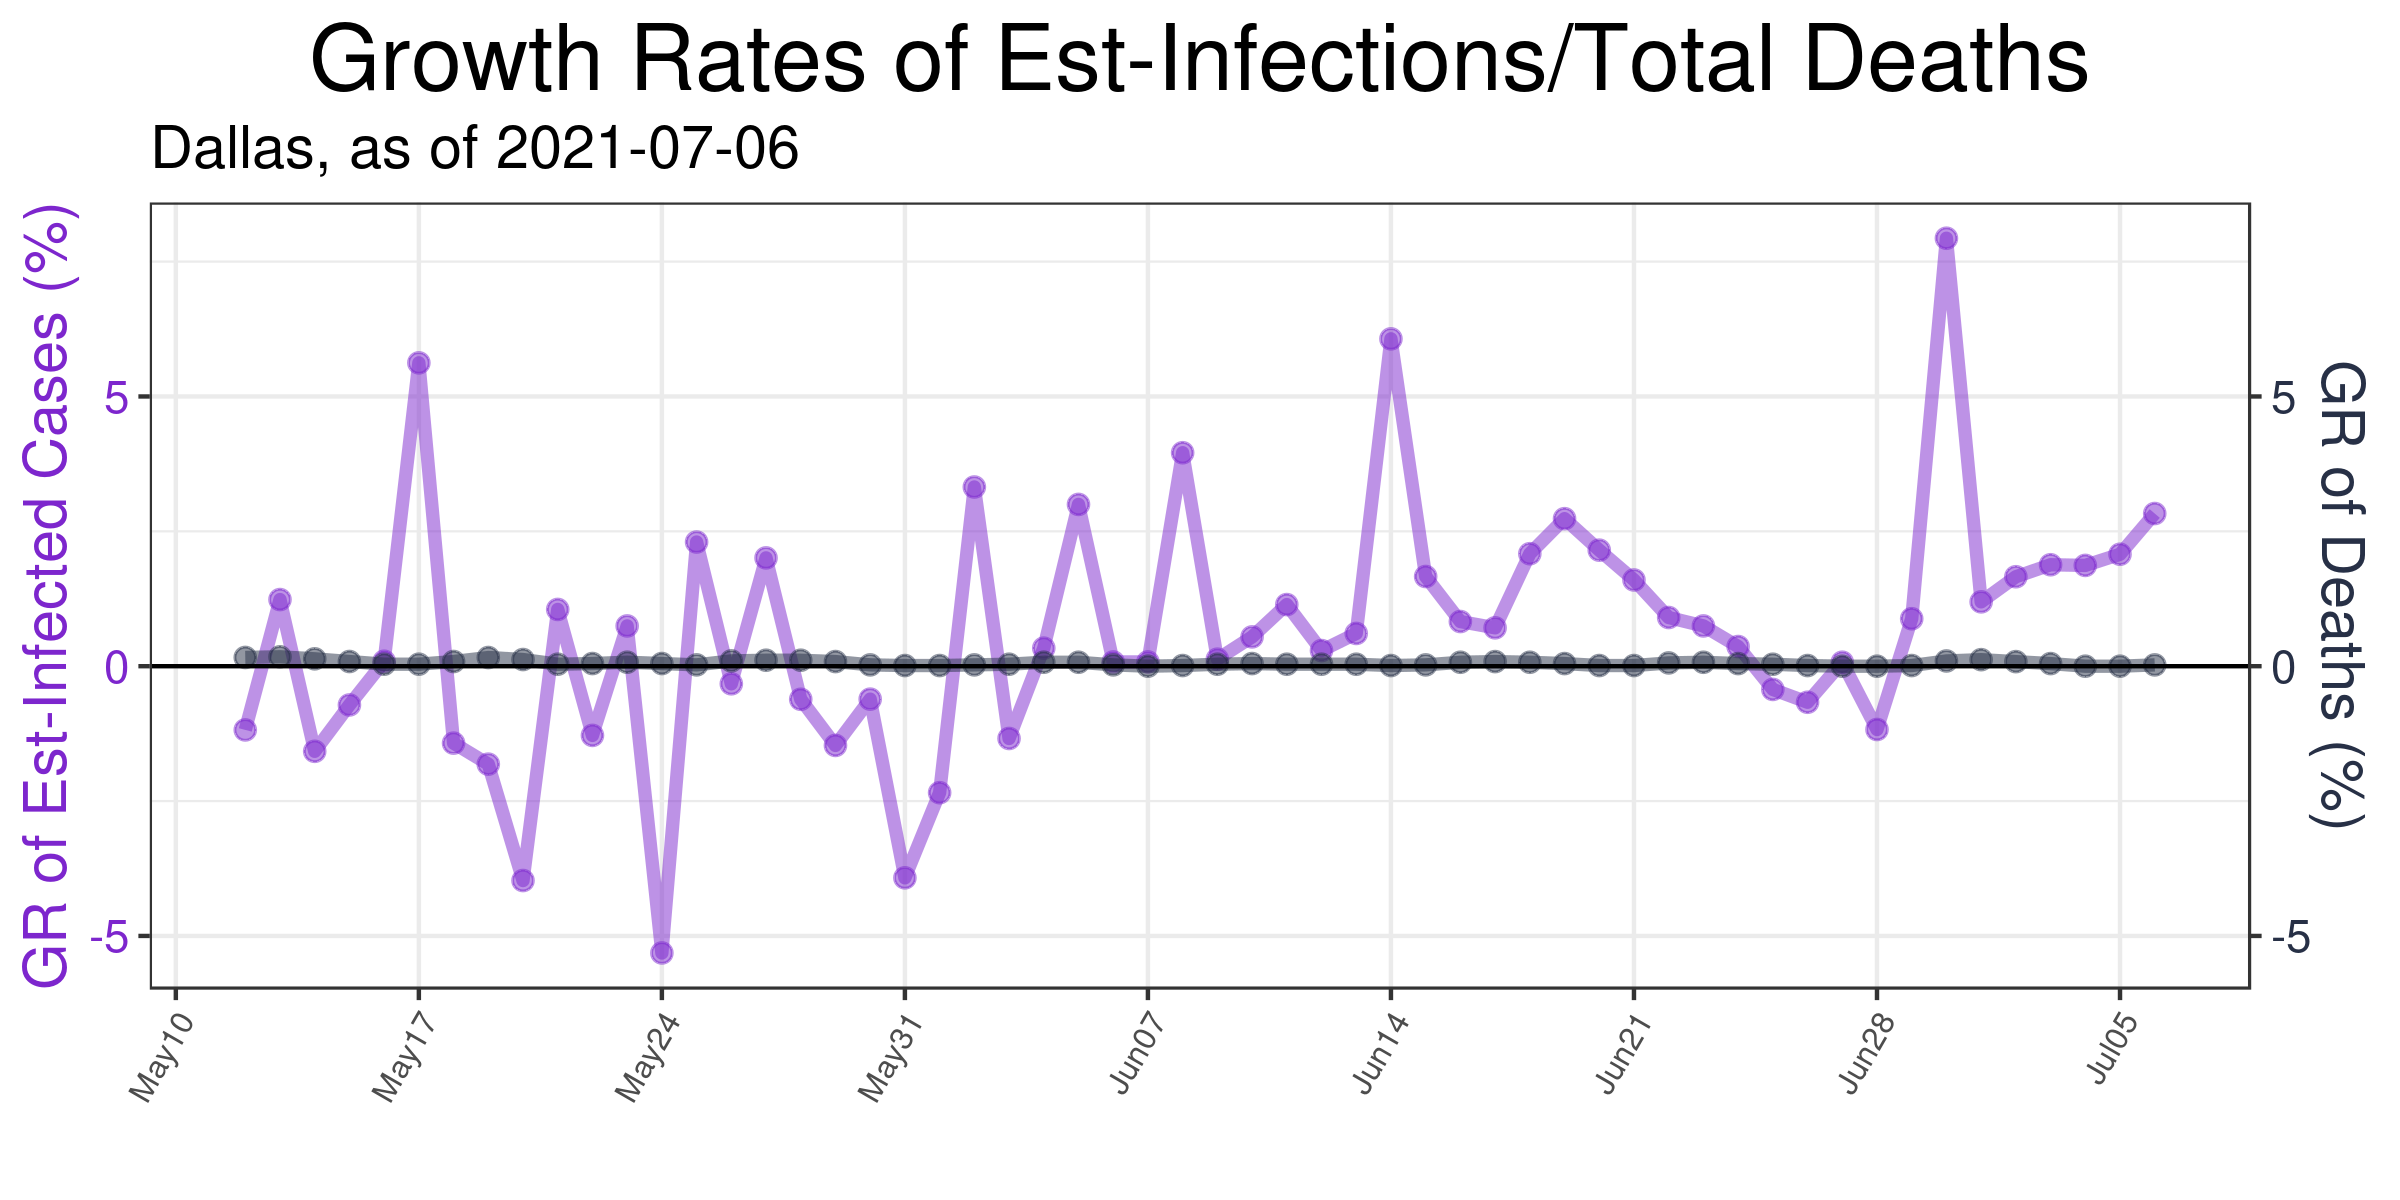 Growth Rates of Est-Infections/Total Deaths
Dallas, as of 2021-07-06
GR of Est-Infected Cases (%)
5
0
-5
5
0
-5
GR of Deaths (%)
May10
May17
May24
May31
Jun07
Jun14
Jun21
Jun28
Jul05